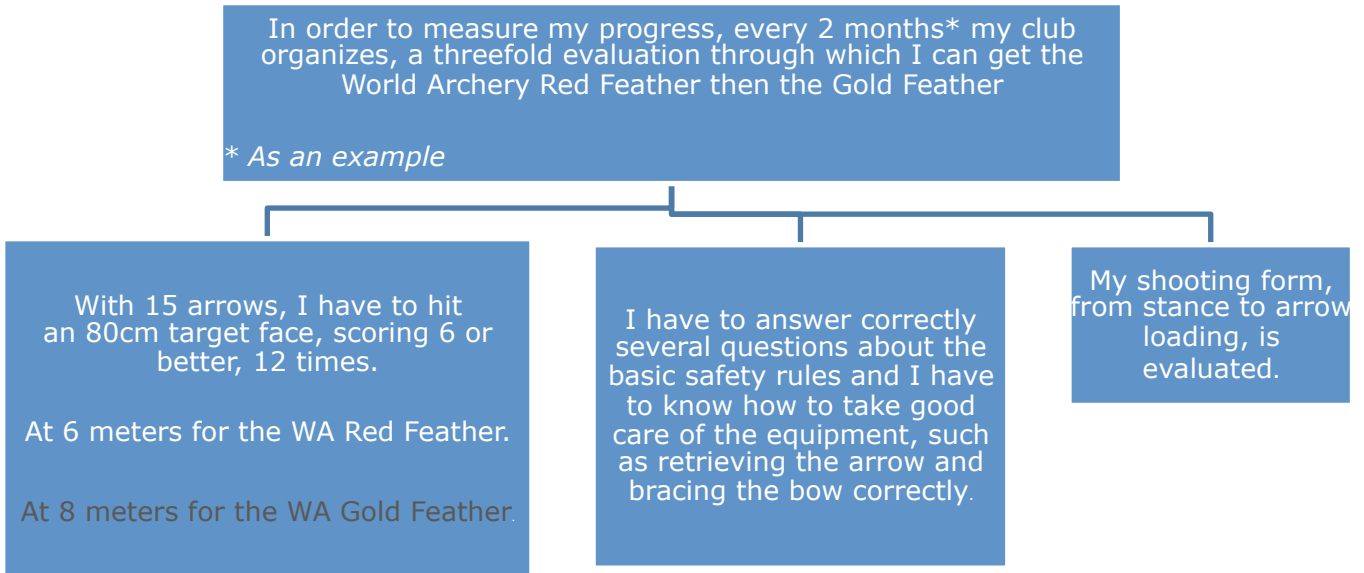 In order to measure my progress, every 2 months* my club
organizes, a threefold evaluation through which I can get the
World Archery Red Feather then the Gold Feather
* As an example
With 15 arrows, I have to hit
an 80cm target face, scoring 6 or
better, 12 times.
At 6 meters for the WA Red Feather.
At 8 meters for the WA Gold Feather.
I have to answer correctly
several questions about the
basic safety rules and I have
to know how to take good
care of the equipment, such
as retrieving the arrow and
bracing the bow correctly.
My shooting form,
from stance to arrow
loading, is
evaluated.